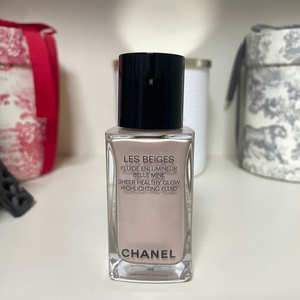 LES BEIGES
FLUIDE ENLUMINEUR
BELLE MINE
SHEER HEALTHY GLOW
HIGHLIGHTING FLUID
CHANEL